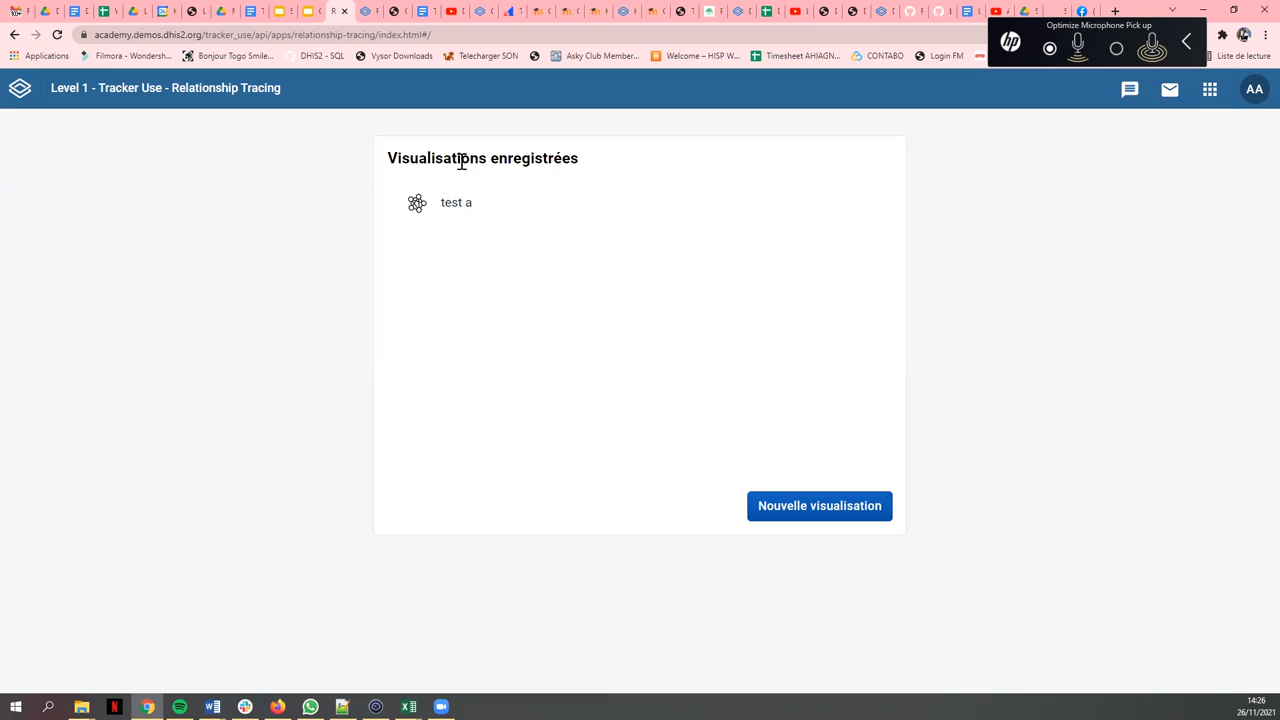 academy.demos.dhis2.org/tracker_use/api/apps/relationship-tracing/#/
Optimize Microphone Pick up
Applications
Filmora - Wondersh...
Bonjour Togo Smile...
DHIS2 - SQL
Vysor Downloads
Telecharger SON
Asky Club Member...
Welcome – HISP W...
Timesheet AHIAGN...
CONTABO
Login FM
Liste de lecture
hp
Level 1 - Tracker Use - Relationship Tracing
AA
Visualisations enregistrées
test a
Nouvelle visualisation
14:26
26/11/2021